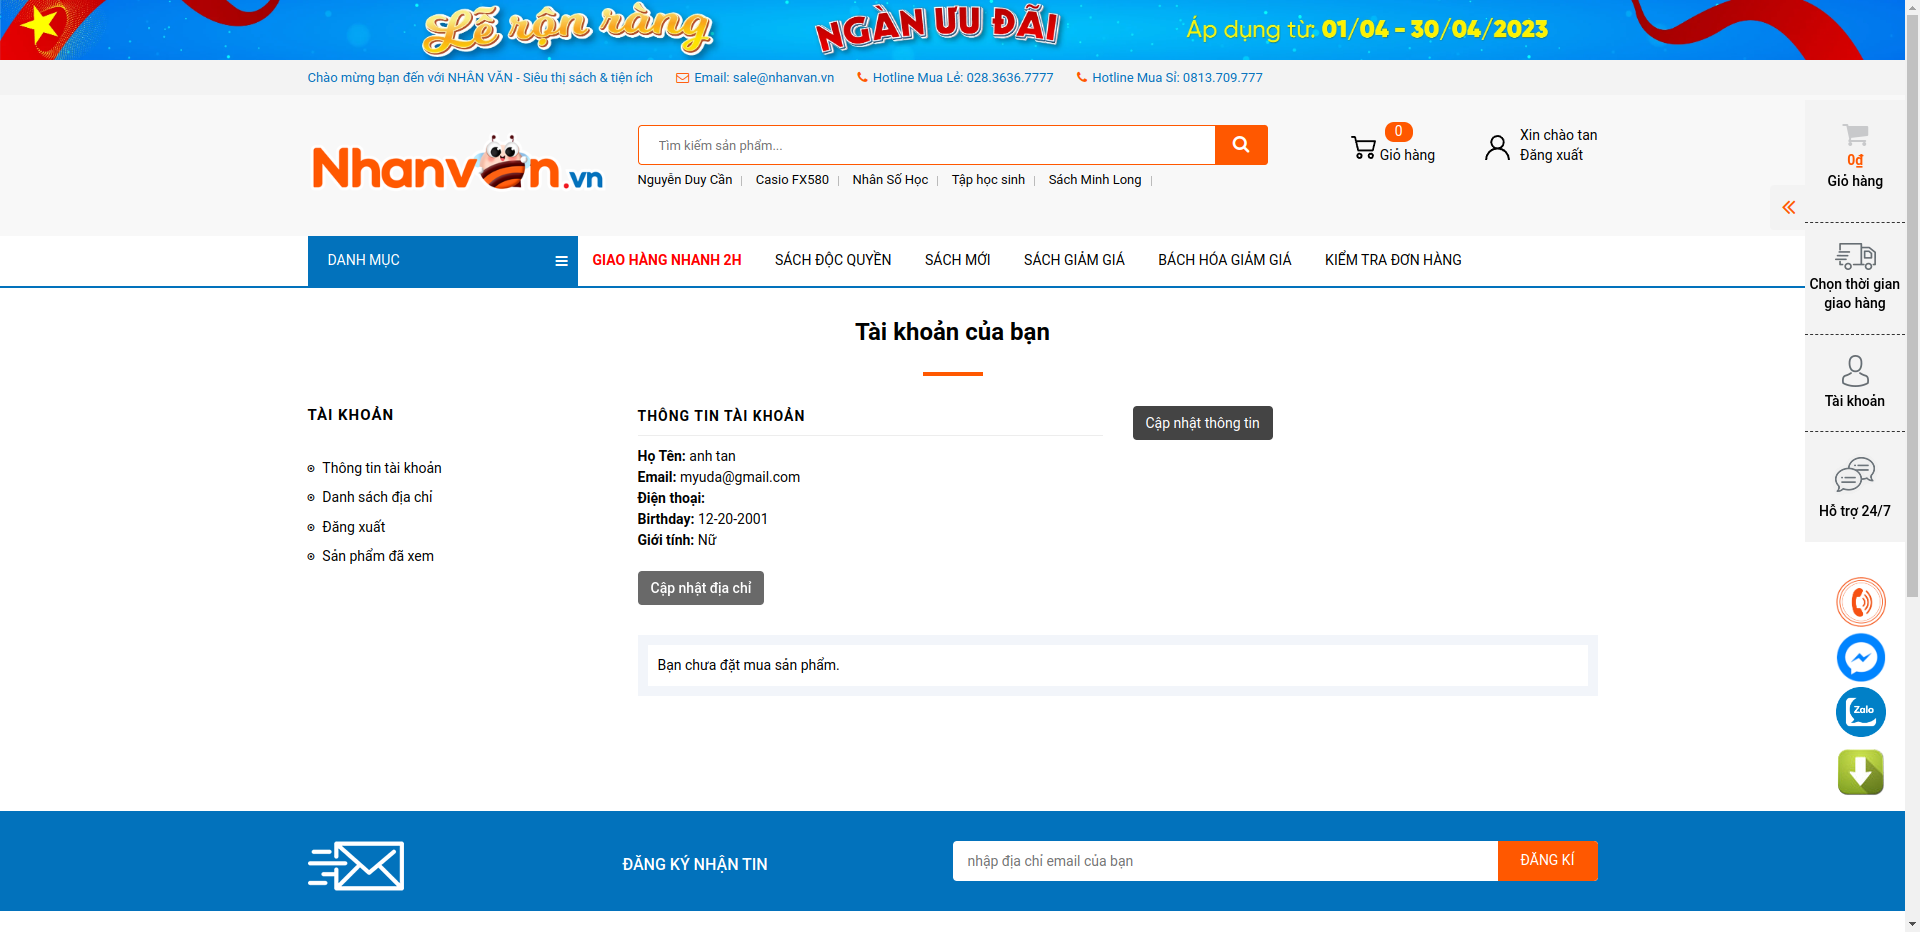 Lễ rộn ràng NGÀN ƯU ĐÃI Áp dụng từ: 01/04 - 30/04/2023
Chào mừng bạn đến với NHÂN VĂN - Siêu thị sách & tiện ích Email: sale@nhanvan.vn Hotline Mua Lẻ: 028.3636.7777 Hotline Mua Sỉ: 0813.709.777
Nhanvan.vn
Tìm kiếm sản phẩm...
Nguyễn Duy Cần Casio FX580 Nhân Số Học Tập học sinh Sách Minh Long
0
Giỏ hàng
Xin chào tan
Đăng xuất
DANH MỤC GIAO HÀNG NHANH 2H SÁCH ĐỘC QUYỀN SÁCH MỚI SÁCH GIẢM GIÁ BÁCH HÓA GIẢM GIÁ KIỂM TRA ĐƠN HÀNG
Tài khoản của bạn
TÀI KHOẢN
Thông tin tài khoản
Danh sách địa chỉ
Đăng xuất
Sản phẩm đã xem
THÔNG TIN TÀI KHOẢN
Họ Tên: anh tan
Email: myuda@gmail.com
Điện thoại:
Birthday: 12-20-2001
Giới tính: Nữ
Cập nhật địa chỉ
Cập nhật thông tin
Bạn chưa đặt mua sản phẩm.
0₫
Giỏ hàng
Chọn thời gian
giao hàng
Tài khoản
Hỗ trợ 24/7
Zalo
ĐĂNG KÝ NHẬN TIN
nhập địa chỉ email của bạn
ĐĂNG KÍ